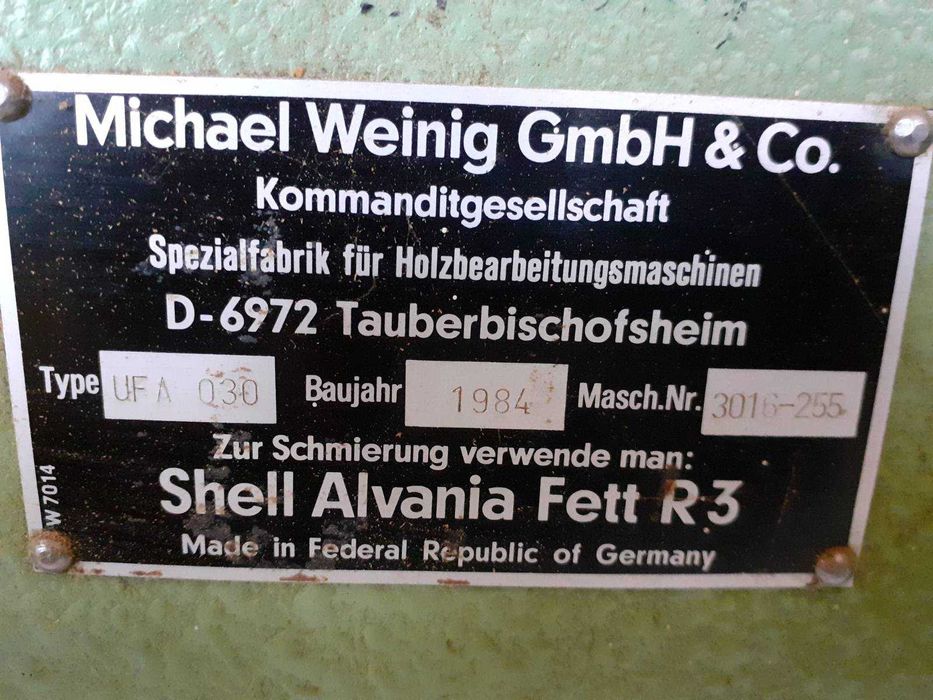 Michael Weinig GmbH & Co.
Kommanditgesellschaft
Spezialfabrik für Holzbearbeitungsmaschinen
D-6972 Tauberbischofsheim
Type UFA 030 Baujahr 1984 Masch.Nr. 3016-255
Zur Schmierung verwende man:
Shell Alvania Fett R3
Made in Federal Republic of Germany
W 7014